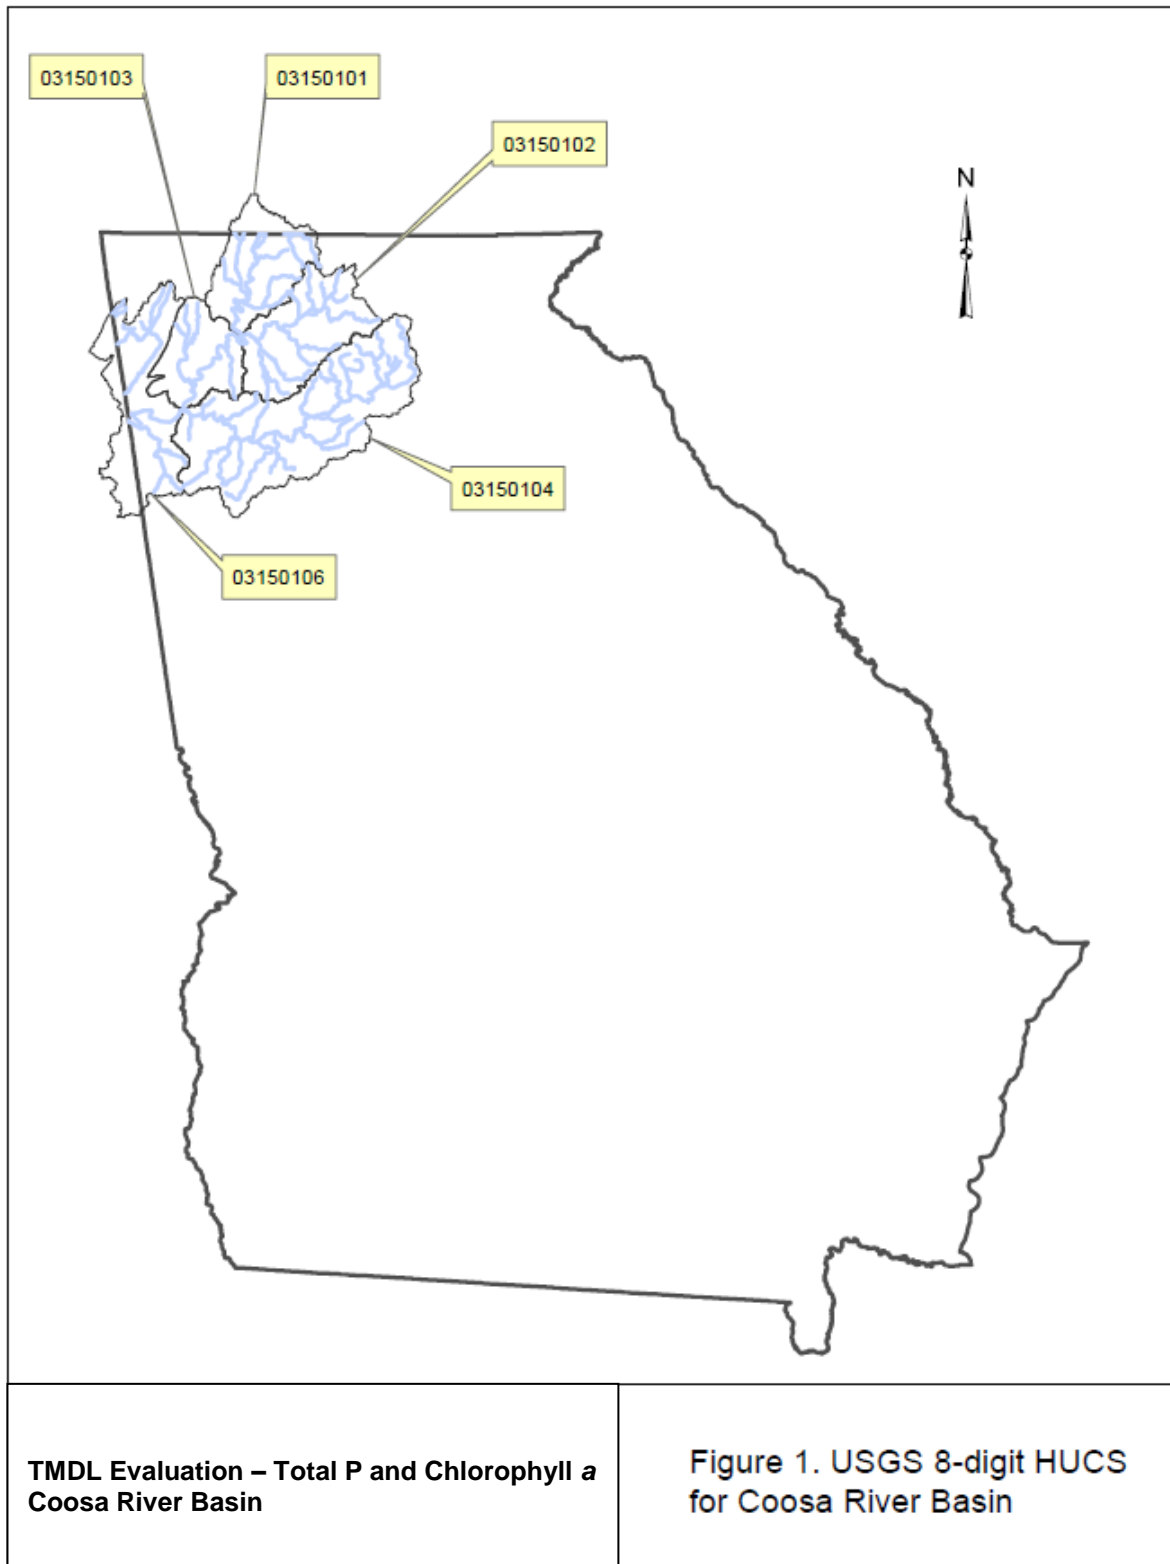 03150103
03150101
03150102
N
03150104
03150106
TMDL Evaluation – Total P and Chlorophyll a
Coosa River Basin
Figure 1. USGS 8-digit HUCS
for Coosa River Basin